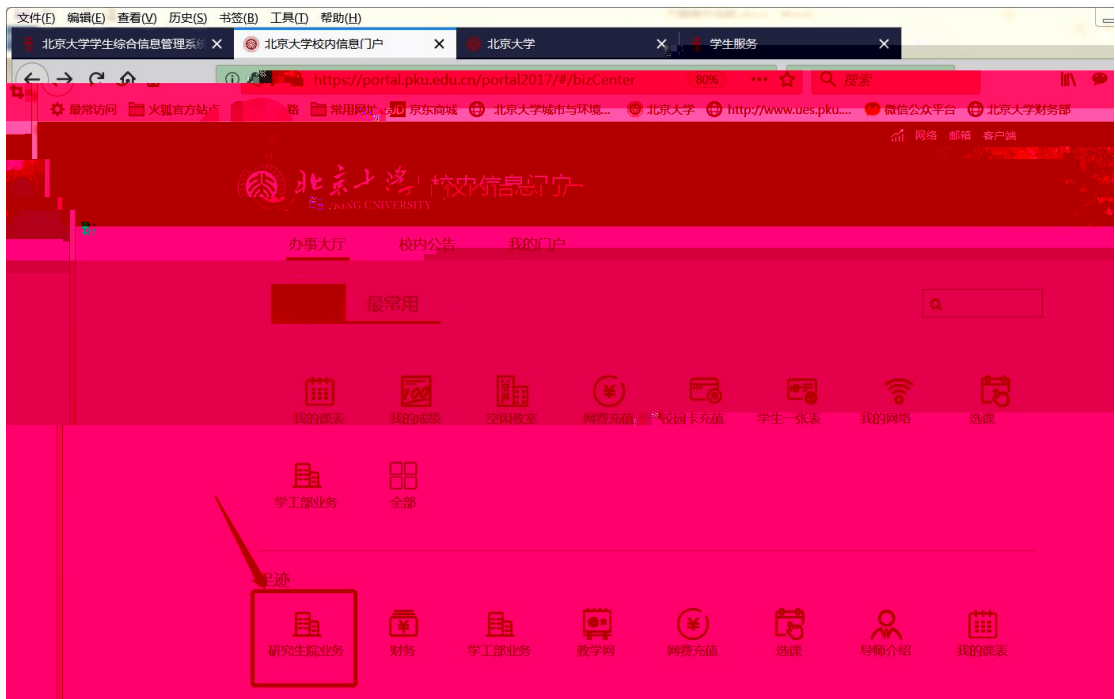 文件(F) 编辑(E) 查看(V) 历史(S) 书签(B) 工具(T) 帮助(H)
北京大学学生综合信息管理系统 北京大学校内信息门户 北京大学 学生服务
https://portal.pku.edu.cn/portal2017/#/bizCenter 80% 搜索
最常访问 火狐官方站点 常用网址 JD 京东商城 北京大学城市与环境... 北京大学 http://www.ues.pku.... 微信公众平台 北京大学财务部
网络 邮箱 客户端
北京大学 校内信息门户
PEKING UNIVERSITY
办事大厅 校内公告 我的门户
最常用
我的课表 我的成绩 空闲教室 网费充值 校园卡充值 学生一张表 我的网络 选课
学工部业务 全部
足迹
研究生院业务 财务 学工部业务 教学网 网费充值 选课 导师介绍 我的课表